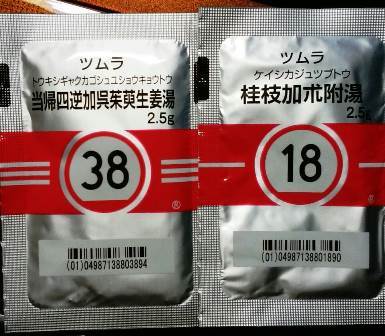 ツムラ
トウキシギャクカゴシュユショウキョウトウ
当帰四逆加呉茱萸生姜湯
2.5g
38
®
(01)04987138803894
ツムラ
ケイシカジュツブトウ
桂枝加朮附湯
2.5g
18
®
(01)04987138801890